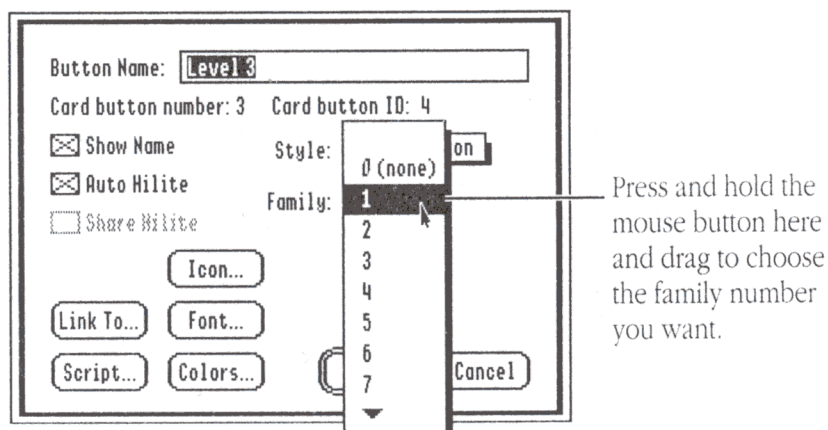 Button Name: Level 3
Card button number: 3 Card button ID: 4
Show Name
Style:
on
0 (none)
Auto Hilite
Family:
1
Share Hilite
2
3
4
5
6
7
Icon...
Link To...
Font...
Script...
Colors...
Cancel
Press and hold the
mouse button here
and drag to choose
the family number
you want.